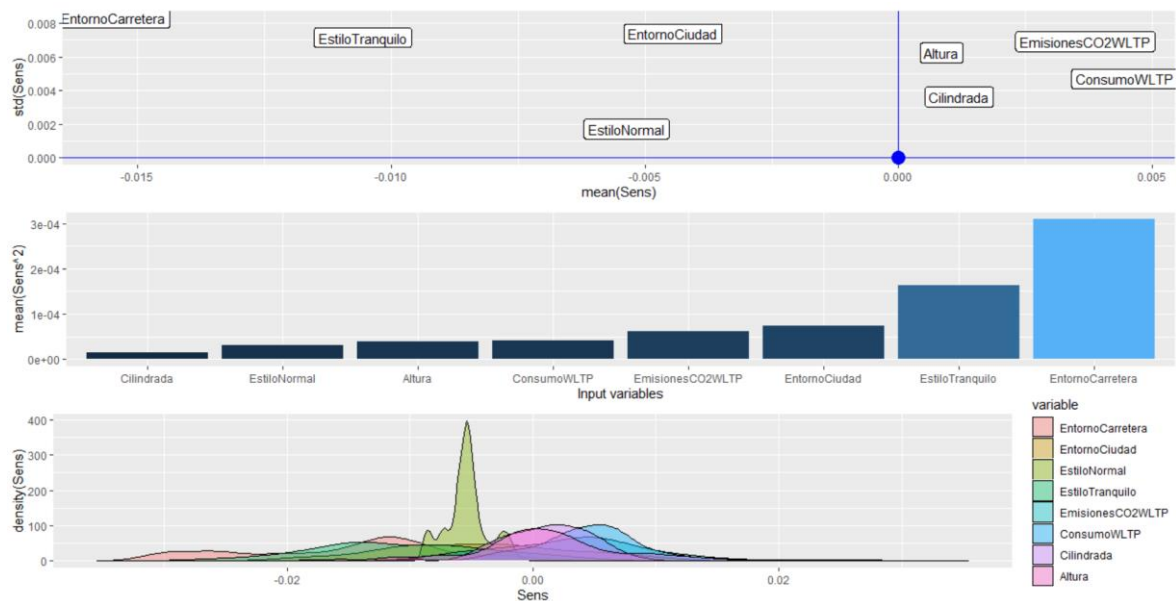 std(Sens)
0.008
0.006
0.004
0.002
0.000
EntornoCarretera
EstiloTranquilo
EntornoCiudad
EmisionesCO2WLTP
Altura
ConsumoWLTP
Cilindrada
EstiloNormal
-0.015 -0.010 -0.005 0.000 0.005
mean(Sens)
mean(Sens^2)
3e-04
2e-04
1e-04
0e+00
Cilindrada EstiloNormal Altura ConsumoWLTP EmisionesCO2WLTP EntornoCiudad EstiloTranquilo EntornoCarretera
Input variables
density(Sens)
400
300
200
100
0
-0.02 0.00 0.02
Sens
variable
EntornoCarretera
EntornoCiudad
EstiloNormal
EstiloTranquilo
EmisionesCO2WLTP
ConsumoWLTP
Cilindrada
Altura